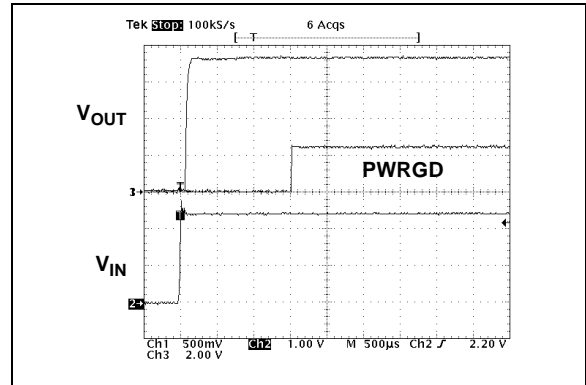 Tek Stop: 100kS/s 6 Acqs
[ T ]
VOUT
T
3→
PWRGD
T
VIN
2→
Ch1 500mV Ch2 1.00 V M 500µs Ch2 ∫ 2.20 V
Ch3 2.00 V